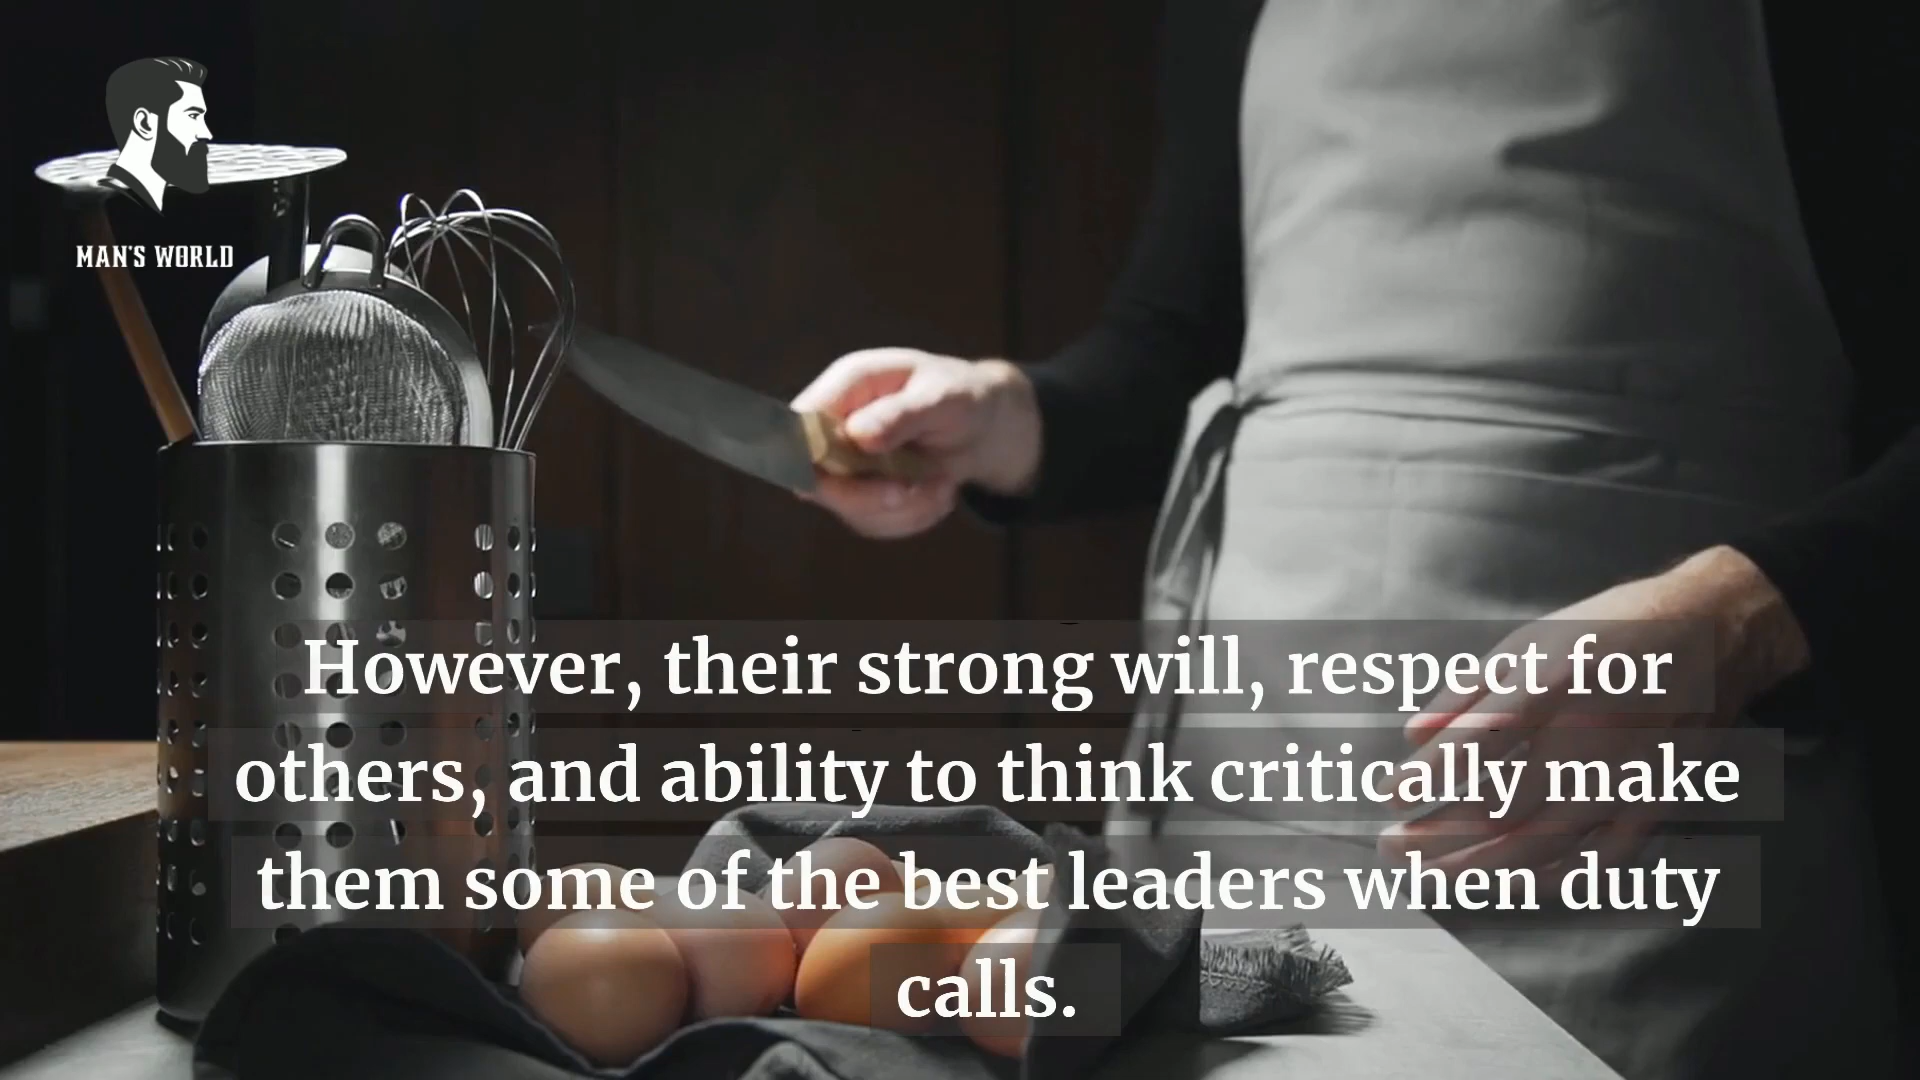 MAN'S WORLD
However, their strong will, respect for
others, and ability to think critically make
them some of the best leaders when duty
calls.